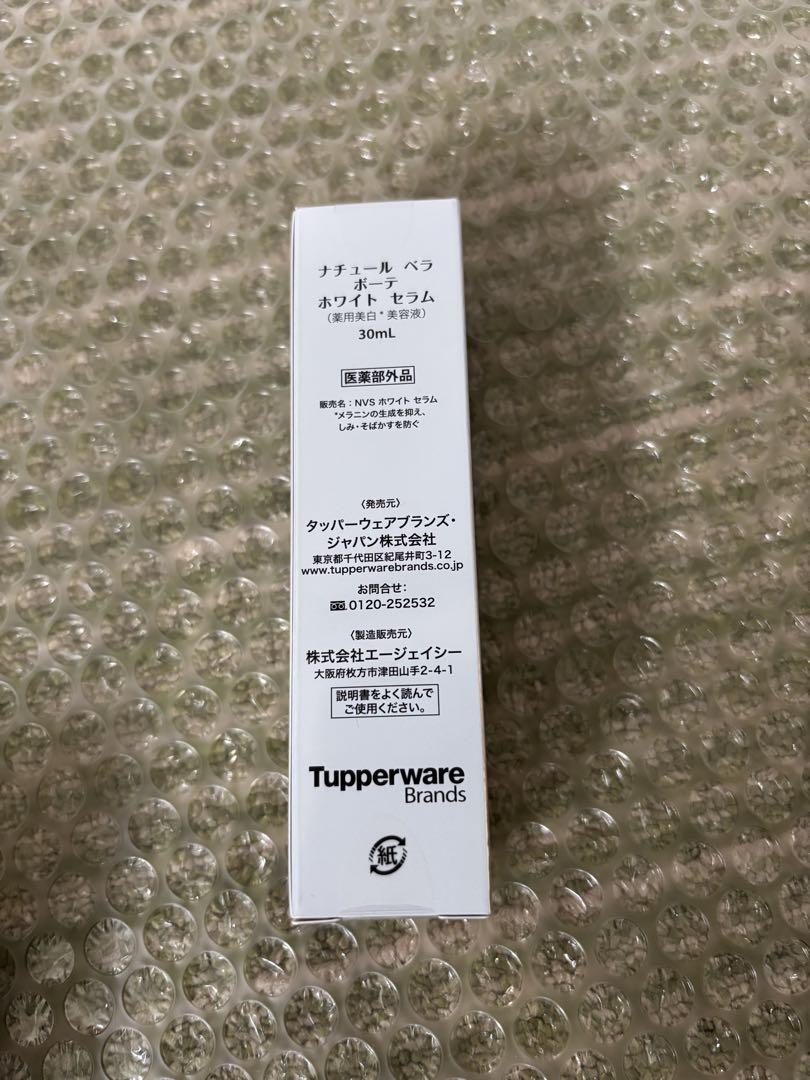 ナチュール ベラ
ボーテ
ホワイト セラム
（薬用美白*美容液）
30mL
医薬部外品
販売名：NVS ホワイト セラム
*メラニンの生成を抑え、
しみ・そばかすを防ぐ
〈発売元〉
タッパーウェアブランズ・
ジャパン株式会社
東京都千代田区紀尾井町3-12
www.tupperwarebrands.co.jp
お問合せ：
0120-252532
〈製造販売元〉
株式会社エージェイシー
大阪府枚方市津田山手2-4-1
説明書をよく読んで
ご使用ください。
Tupperware
Brands
紙